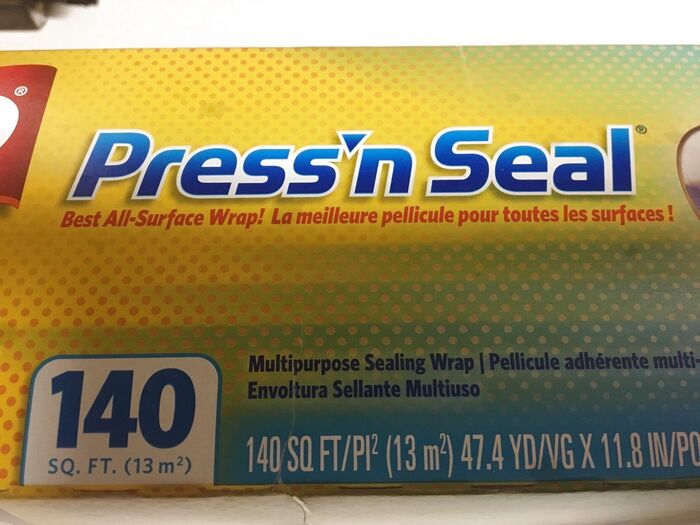 ®
Press'n Seal®
Best All-Surface Wrap! La meilleure pellicule pour toutes les surfaces !
Multipurpose Sealing Wrap | Pellicule adhérente multi-
Envoltura Sellante Multiuso
140
SQ. FT. (13 m²)
140 SQ FT/PI² (13 m²) 47.4 YD/VG X 11.8 IN/PO